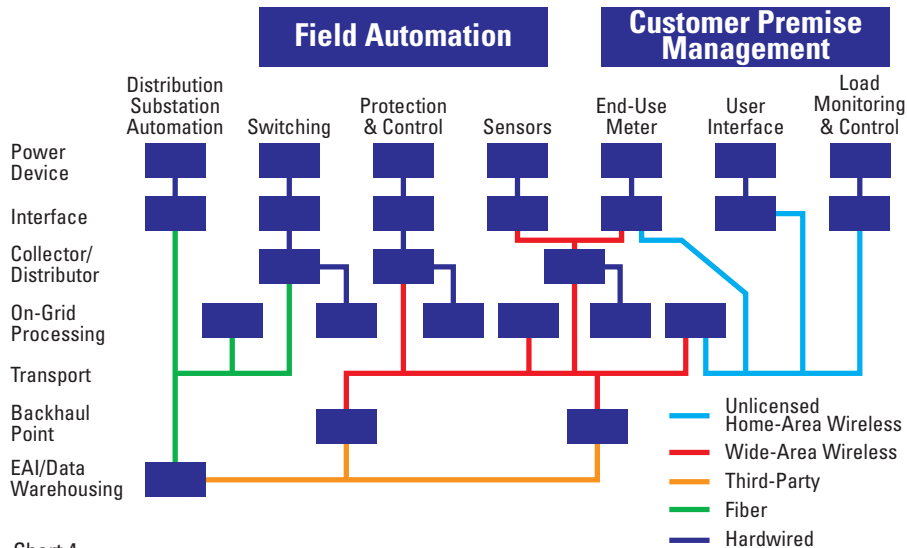 Field Automation
Customer Premise
Management
Distribution
Substation
Automation
Switching
Protection
& Control
Sensors
End-Use
Meter
User
Interface
Load
Monitoring
& Control
Power
Device
Interface
Collector/
Distributor
On-Grid
Processing
Transport
Backhaul
Point
EAI/Data
Warehousing
Unlicensed
Home-Area Wireless
Wide-Area Wireless
Third-Party
Fiber
Hardwired